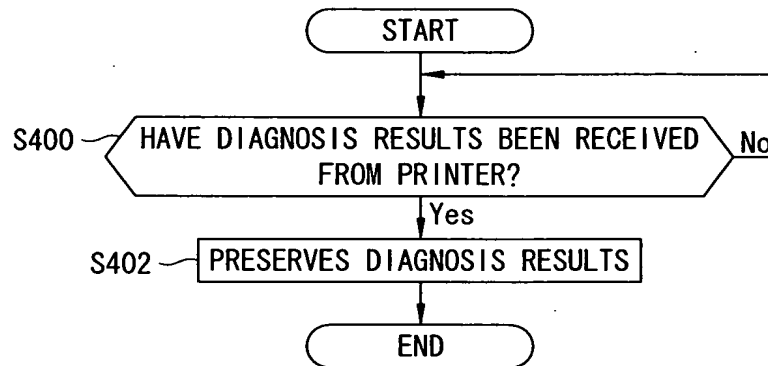 START
S400
HAVE DIAGNOSIS RESULTS BEEN RECEIVED
FROM PRINTER?
No
Yes
S402
PRESERVES DIAGNOSIS RESULTS
END